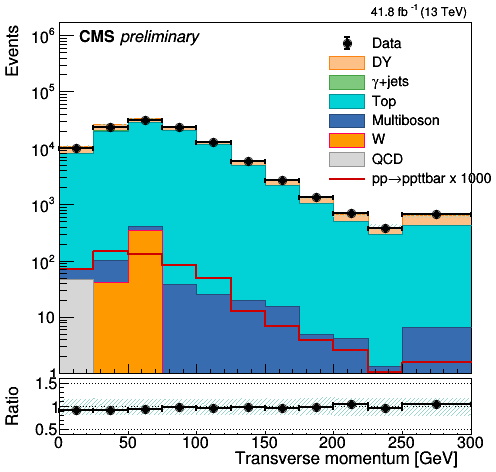 41.8 fb⁻¹ (13 TeV)
CMS preliminary
Events
10⁶
10⁵
10⁴
10³
10²
10
1
Data
DY
γ+jets
Top
Multiboson
W
QCD
pp→ppttbar x 1000
Ratio
1.5
1
0.5
0 50 100 150 200 250 300
Transverse momentum [GeV]